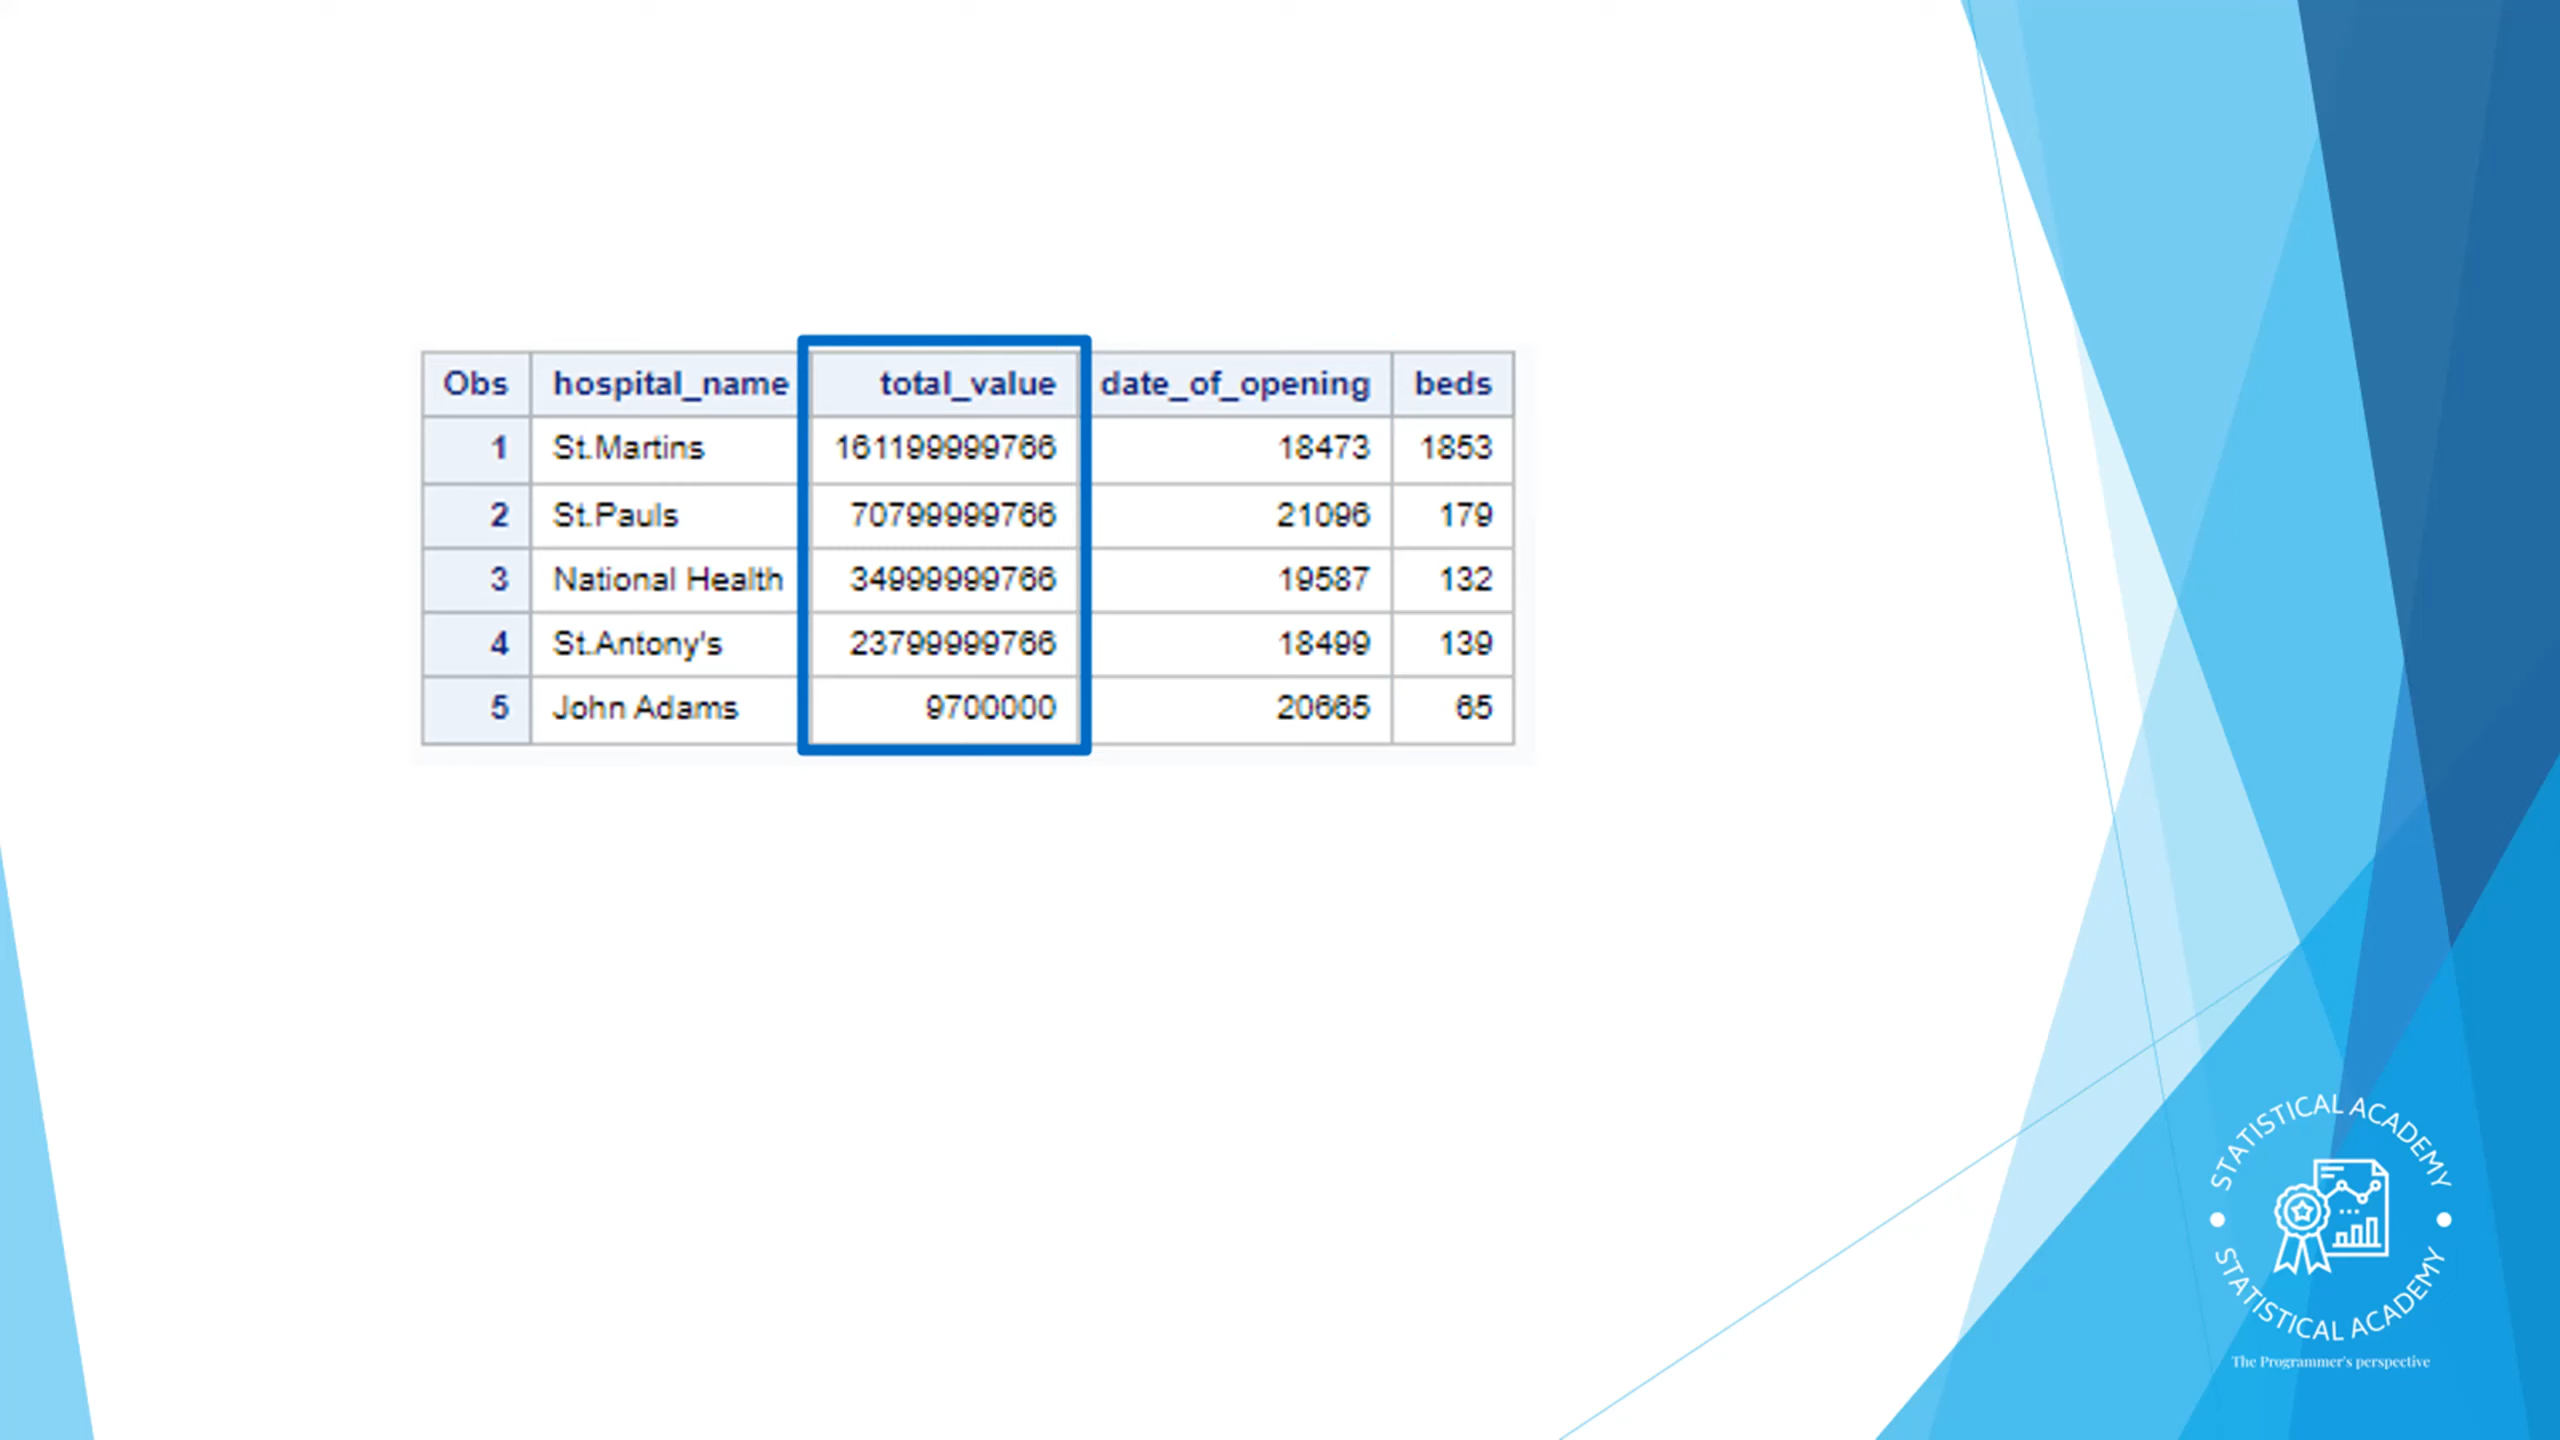 Obs hospital_name total_value date_of_opening beds
1 St.Martins 161199999766 18473 1853
2 St.Pauls 70799999766 21096 179
3 National Health 34999999766 19587 132
4 St.Antony's 23799999766 18499 139
5 John Adams 9700000 20665 65
STATISTICAL ACADEMY
STATISTICAL ACADEMY
The Programmer's perspective